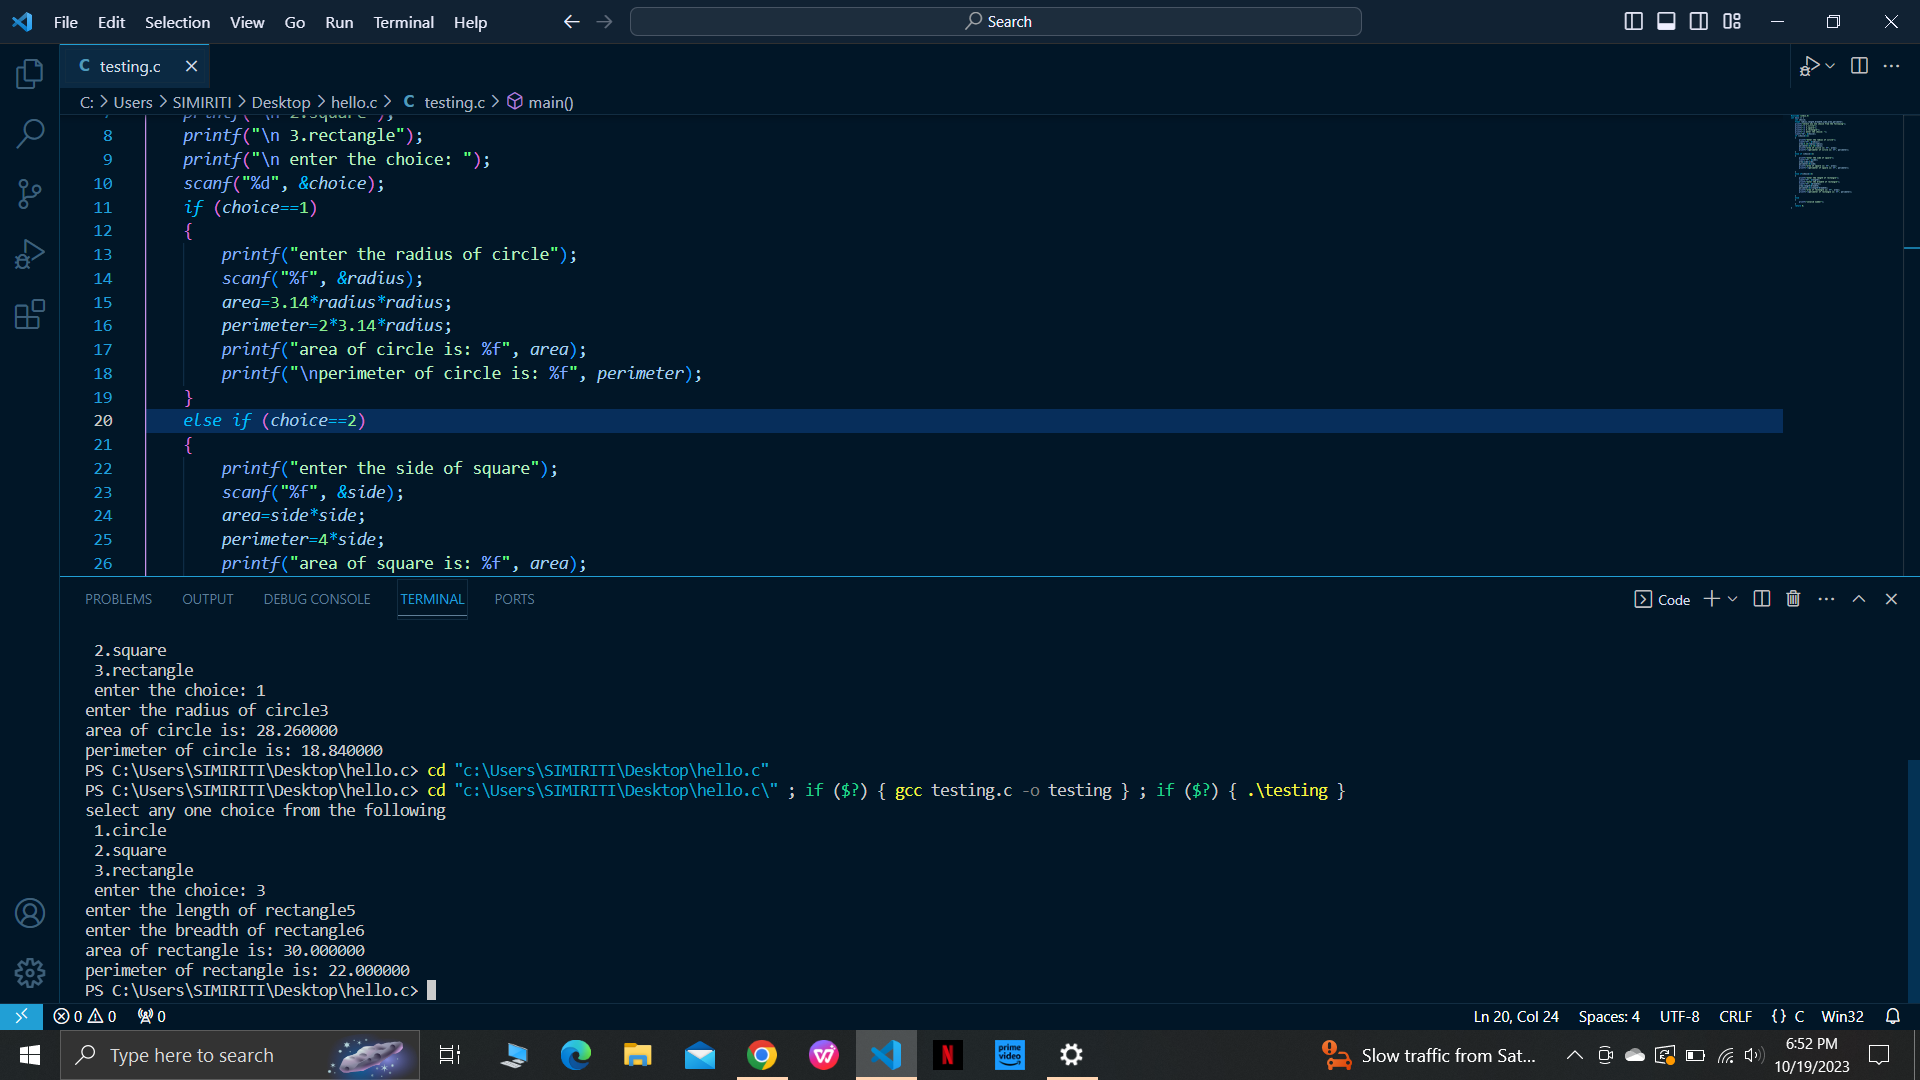 File Edit Selection View Go Run Terminal Help
Search
C testing.c
C: > Users > SIMIRITI > Desktop > hello.c > C testing.c > main()
7 printf("\n 2.square");
8 printf("\n 3.rectangle");
9 printf("\n enter the choice: ");
10 scanf("%d", &choice);
11 if (choice==1)
12 {
13 printf("enter the radius of circle");
14 scanf("%f", &radius);
15 area=3.14*radius*radius;
16 perimeter=2*3.14*radius;
17 printf("area of circle is: %f", area);
18 printf("\nperimeter of circle is: %f", perimeter);
19 }
20 else if (choice==2)
21 {
22 printf("enter the side of square");
23 scanf("%f", &side);
24 area=side*side;
25 perimeter=4*side;
26 printf("area of square is: %f", area);
PROBLEMS OUTPUT DEBUG CONSOLE TERMINAL PORTS
Code
2.square
3.rectangle
enter the choice: 1
enter the radius of circle3
area of circle is: 28.260000
perimeter of circle is: 18.840000
PS C:\Users\SIMIRITI\Desktop\hello.c> cd "c:\Users\SIMIRITI\Desktop\hello.c"
PS C:\Users\SIMIRITI\Desktop\hello.c> cd "c:\Users\SIMIRITI\Desktop\hello.c\" ; if ($?) { gcc testing.c -o testing } ; if ($?) { .\testing }
select any one choice from the following
1.circle
2.square
3.rectangle
enter the choice: 3
enter the length of rectangle5
enter the breadth of rectangle6
area of rectangle is: 30.000000
perimeter of rectangle is: 22.000000
PS C:\Users\SIMIRITI\Desktop\hello.c>
0 0 0
Ln 20, Col 24 Spaces: 4 UTF-8 CRLF {} C Win32
Type here to search
N
prime video
Slow traffic from Sat...
6:52 PM
10/19/2023